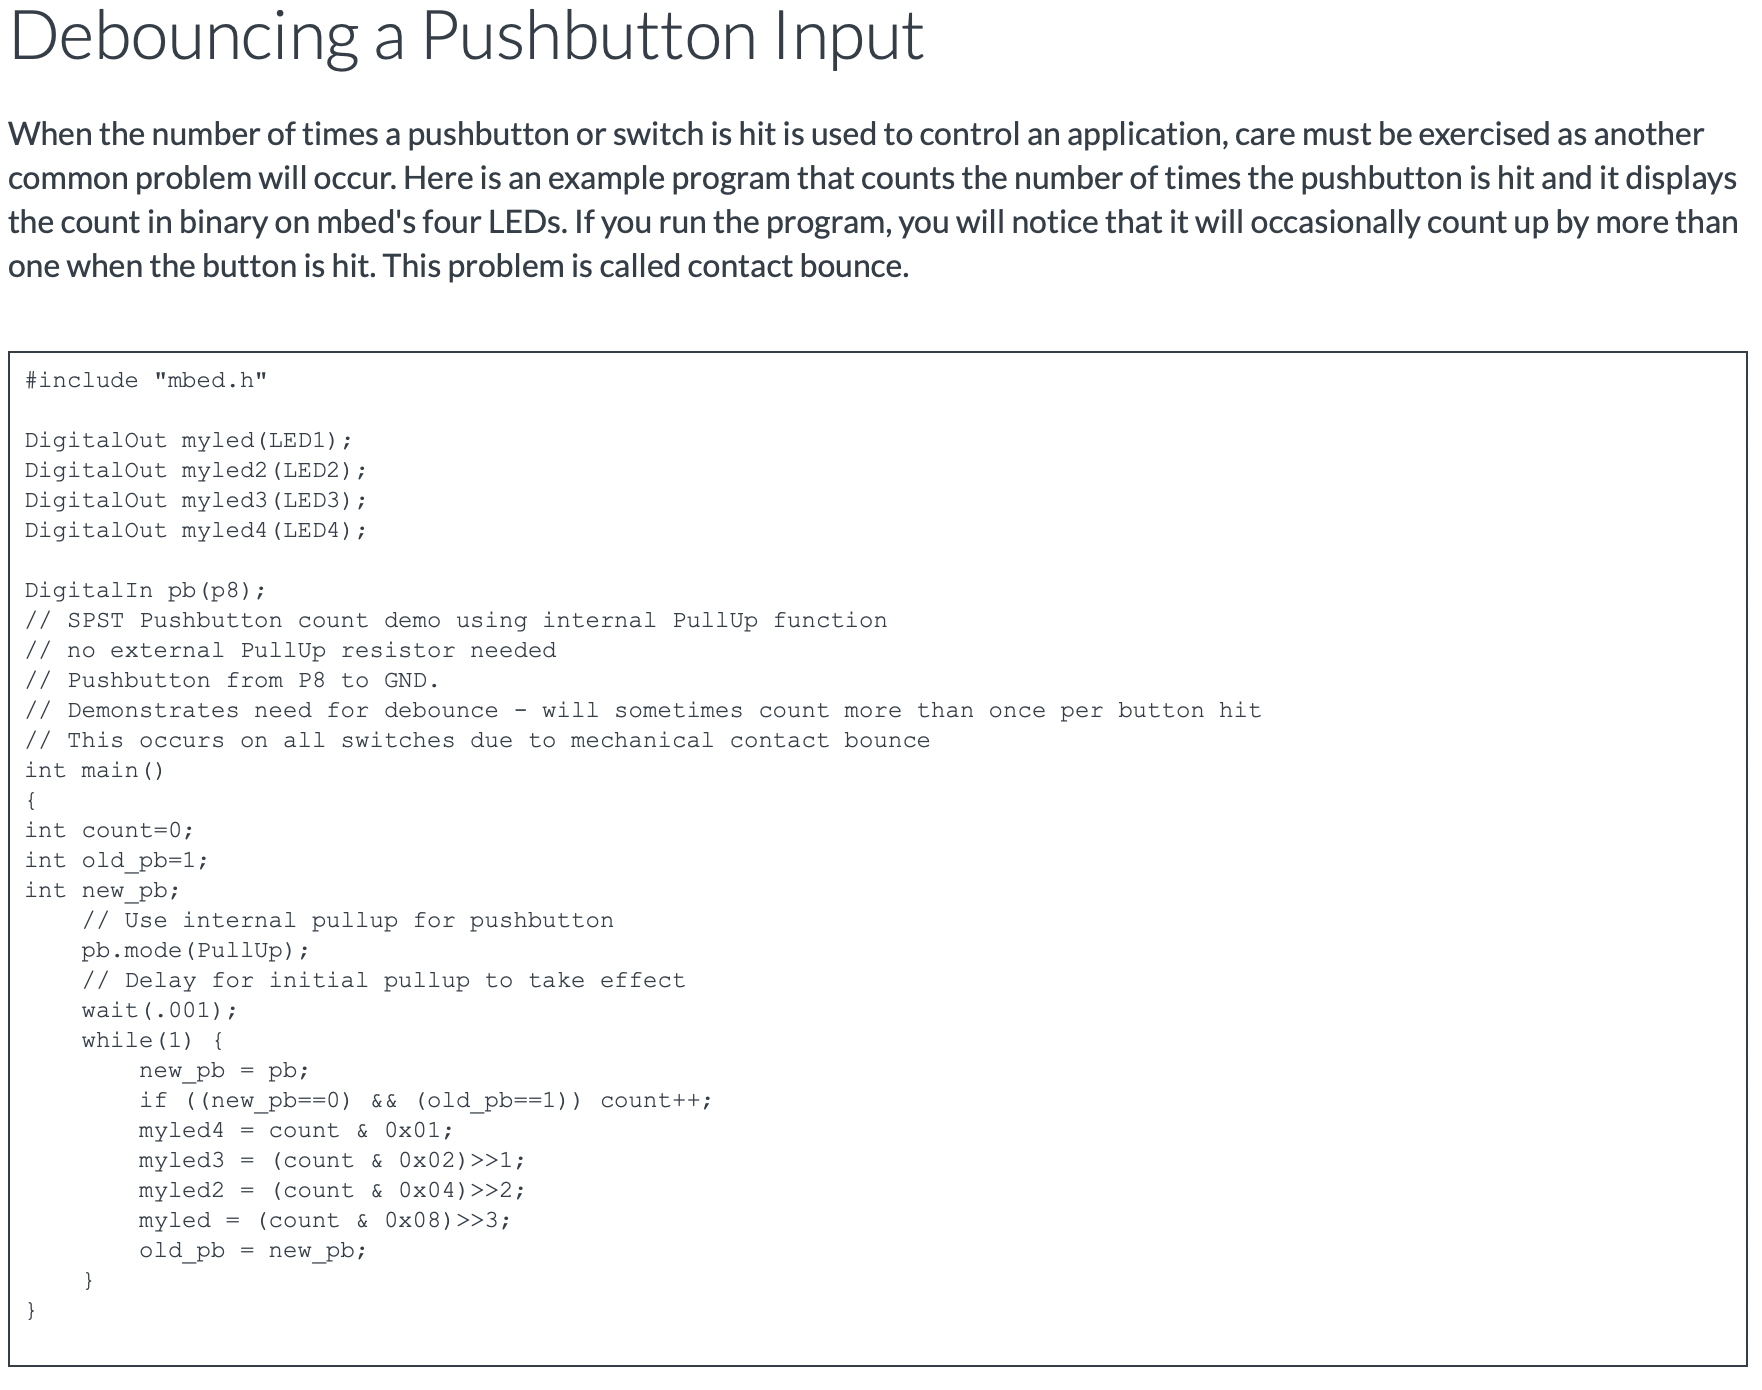 Debouncing a Pushbutton Input
When the number of times a pushbutton or switch is hit is used to control an application, care must be exercised as another
common problem will occur. Here is an example program that counts the number of times the pushbutton is hit and it displays
the count in binary on mbed's four LEDs. If you run the program, you will notice that it will occasionally count up by more than
one when the button is hit. This problem is called contact bounce.
#include "mbed.h"
DigitalOut myled(LED1);
DigitalOut myled2(LED2);
DigitalOut myled3(LED3);
DigitalOut myled4(LED4);
DigitalIn pb(p8);
// SPST Pushbutton count demo using internal PullUp function
// no external PullUp resistor needed
// Pushbutton from P8 to GND.
// Demonstrates need for debounce - will sometimes count more than once per button hit
// This occurs on all switches due to mechanical contact bounce
int main()
{
int count=0;
int old_pb=1;
int new_pb;
    // Use internal pullup for pushbutton
    pb.mode(PullUp);
    // Delay for initial pullup to take effect
    wait(.001);
    while(1) {
        new_pb = pb;
        if ((new_pb==0) && (old_pb==1)) count++;
        myled4 = count & 0x01;
        myled3 = (count & 0x02)>>1;
        myled2 = (count & 0x04)>>2;
        myled = (count & 0x08)>>3;
        old_pb = new_pb;
    }
}